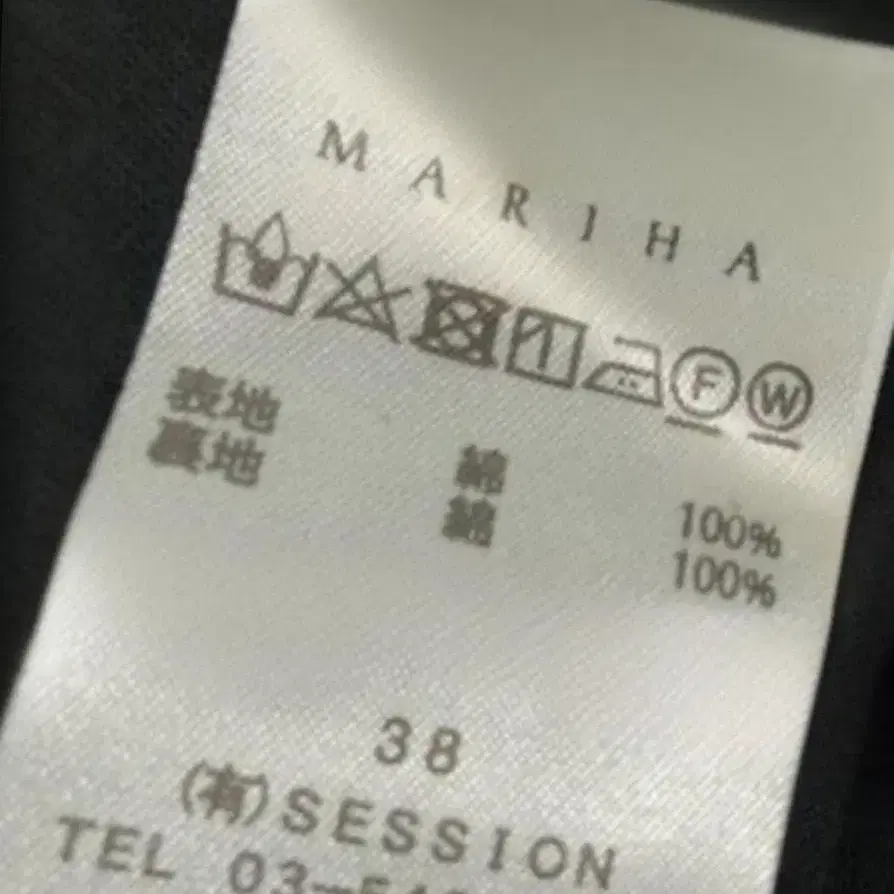 MARIHA
F W
表地 綿 100%
裏地 綿 100%
38
(有)SESSION
TEL 03-